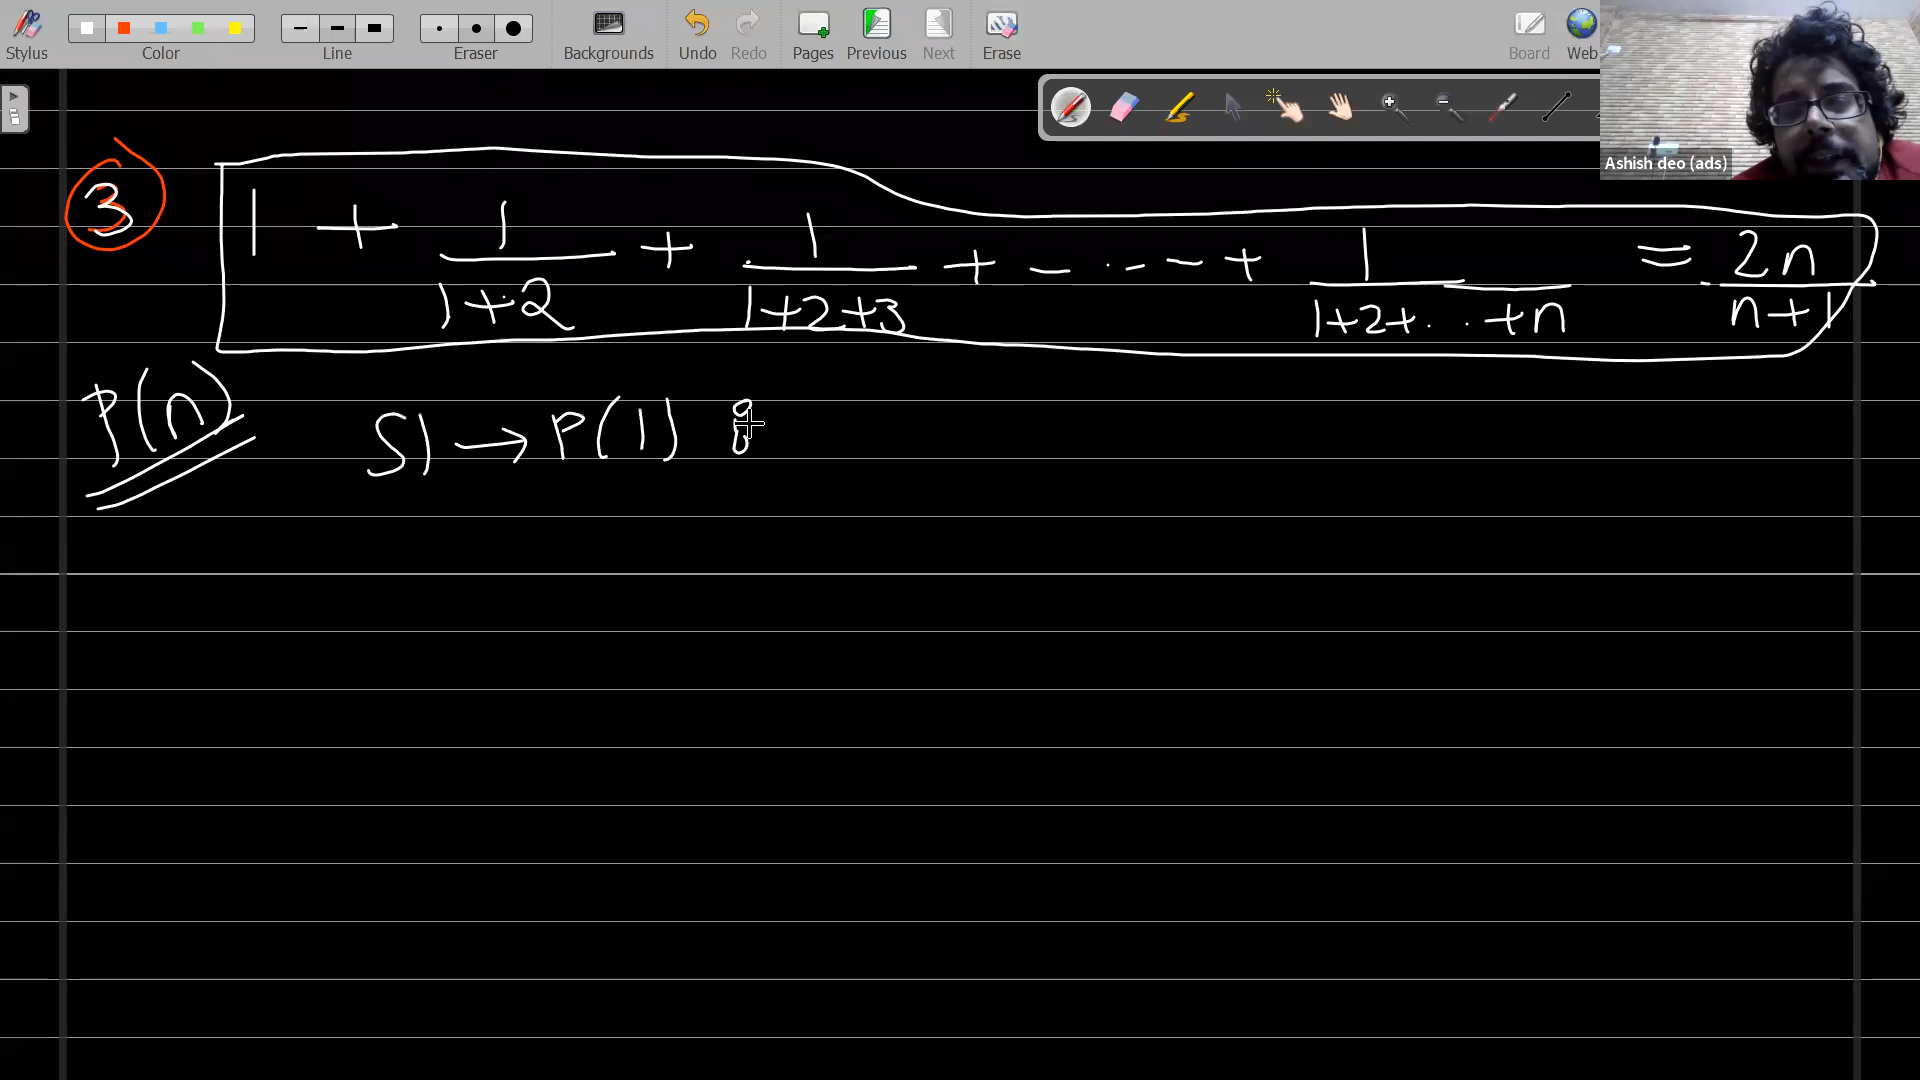 Stylus Color Line Eraser Backgrounds Undo Redo Pages Previous Next Erase Board Web
Ashish deo (ads)
3 1 + 1/(1+2) + 1/(1+2+3) + - . - - + 1/(1+2+. . +n) = 2n/(n+1)
P(n) S1 → P(1) :